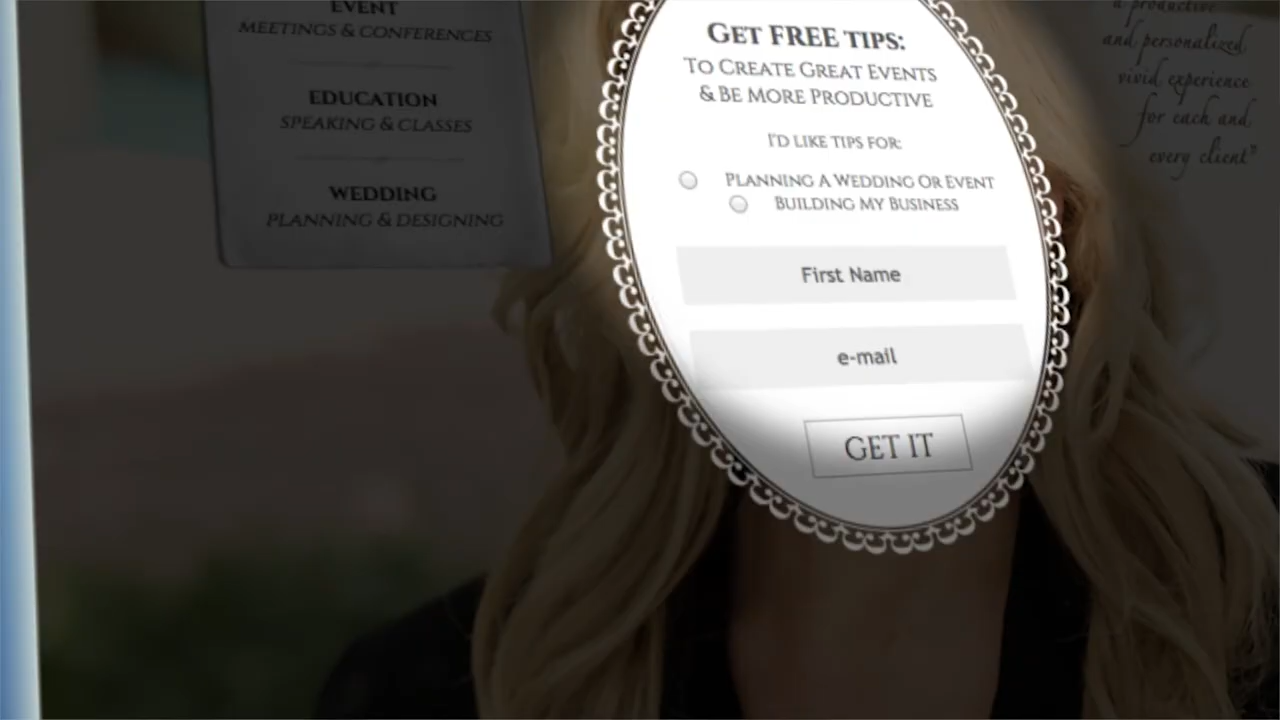 EVENT
MEETINGS & CONFERENCES
EDUCATION
SPEAKING & CLASSES
WEDDING
PLANNING & DESIGNING
GET FREE TIPS:
TO CREATE GREAT EVENTS
& BE MORE PRODUCTIVE
I'D LIKE TIPS FOR:
PLANNING A WEDDING OR EVENT
BUILDING MY BUSINESS
First Name
e-mail
GET IT
a productive
and personalized
vivid experience
for each and
every client"